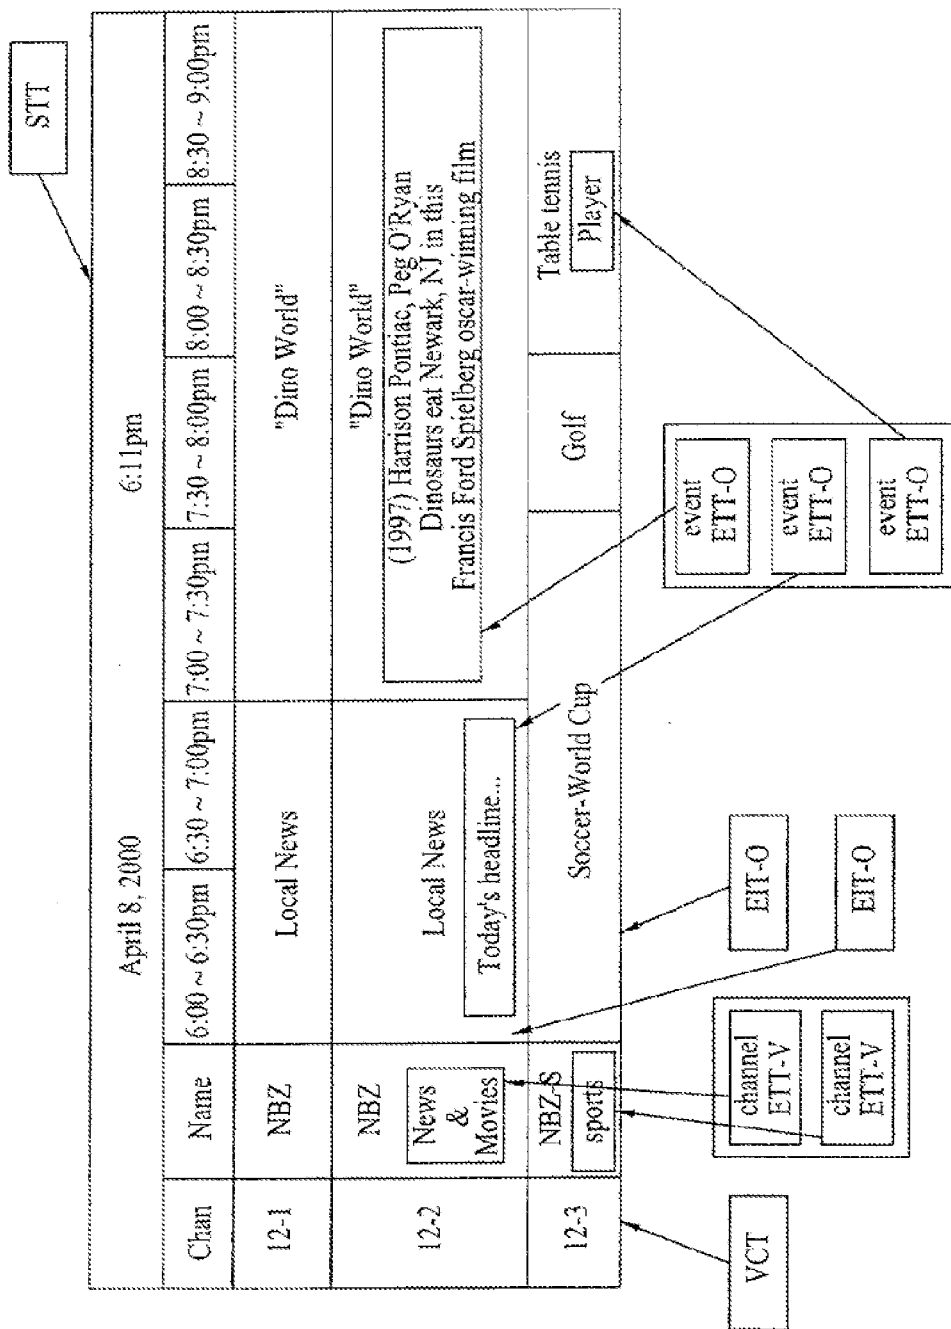 STT
April 8, 2000
6:11pm
Chan
Name
6:00 ~ 6:30pm
6:30 ~ 7:00pm
7:00 ~ 7:30pm
7:30 ~ 8:00pm
8:00 ~ 8:30pm
8:30 ~ 9:00pm
12-1
NBZ
Local News
"Dino World"
12-2
NBZ
News
&
Movies
Local News
Today's headline...
"Dino World"
(1997) Harrison Pontiac, Peg O'Ryan
Dinosaurs eat Newark, NJ in this
Francis Ford Spielberg oscar-winning film
12-3
NBZ-S
sports
Soccer-World Cup
Golf
Table tennis
Player
VCT
channel
ETT-V
channel
ETT-V
EIT-O
EIT-O
event
ETT-O
event
ETT-O
event
ETT-O